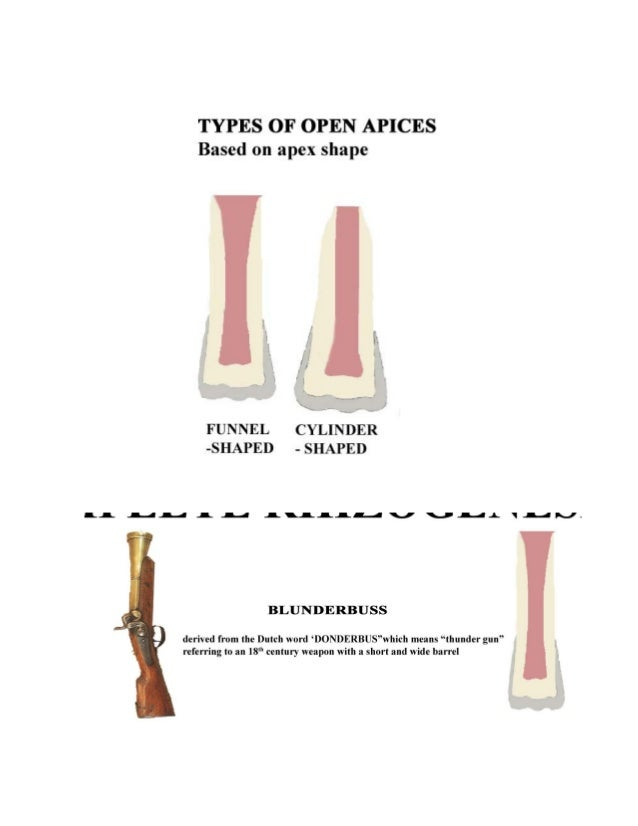 TYPES OF OPEN APICES
Based on apex shape
FUNNEL
-SHAPED
CYLINDER
- SHAPED
BLUNDERBUSS
derived from the Dutch word ‘DONDERBUS”which means “thunder gun”
referring to an 18th century weapon with a short and wide barrel